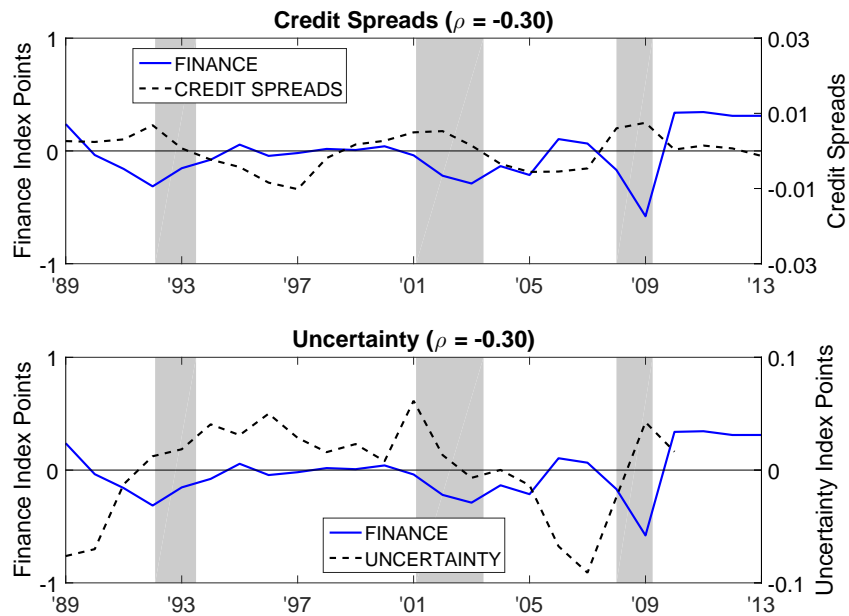 Credit Spreads (ρ = -0.30)
Finance Index Points
1
0
-1
FINANCE
CREDIT SPREADS
0.03
0.01
-0.01
-0.03
Credit Spreads
'89 '93 '97 '01 '05 '09 '13
Uncertainty (ρ = -0.30)
Finance Index Points
1
0
-1
FINANCE
UNCERTAINTY
0.1
0
-0.1
Uncertainty Index Points
'89 '93 '97 '01 '05 '09 '13